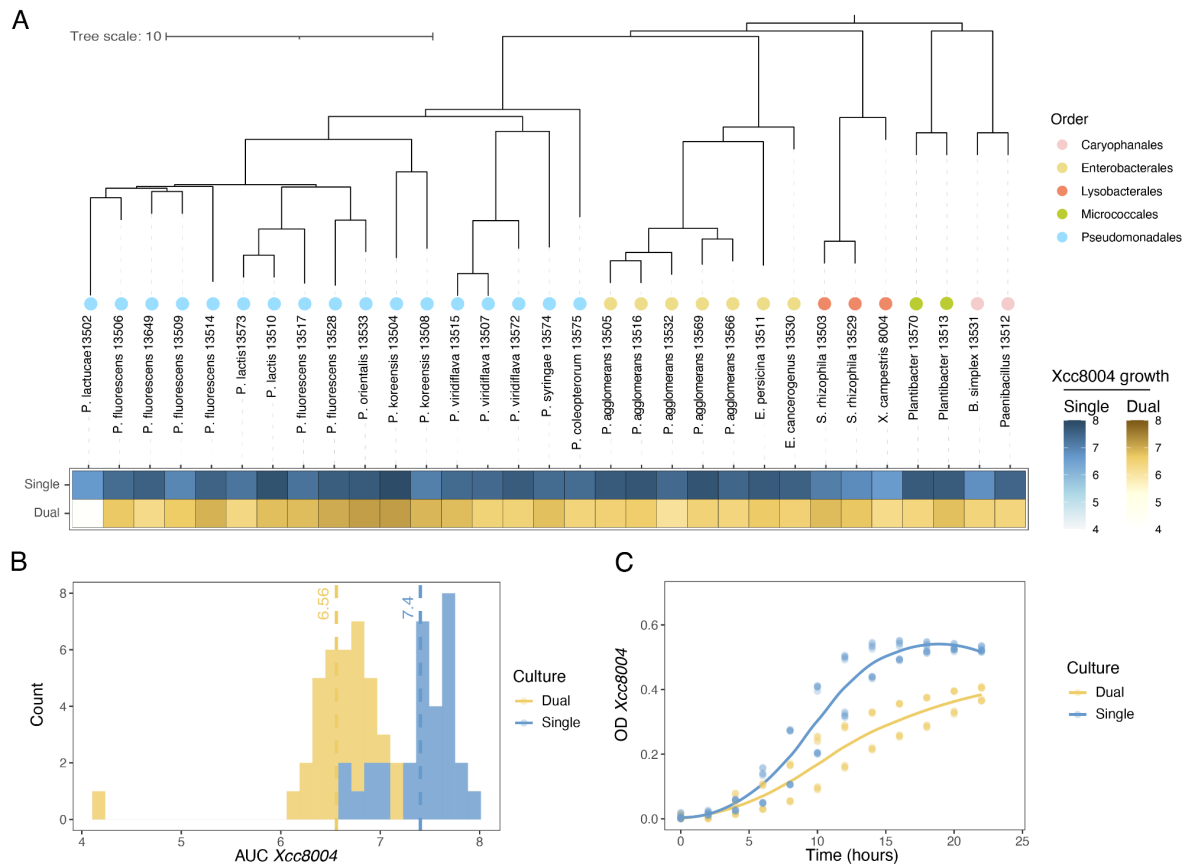 A
Tree scale: 10
Order
Caryophanales
Enterobacterales
Lysobacterales
Micrococcales
Pseudomonadales
P. lactucae13502
P. fluorescens 13506
P. fluorescens 13649
P. fluorescens 13509
P. fluorescens 13514
P. lactis13573
P. lactis 13510
P. fluorescens 13517
P. fluorescens 13528
P. orientalis 13533
P. koreensis 13504
P. koreensis 13508
P. viridiflava 13515
P. viridiflava 13507
P. viridiflava 13572
P. syringae 13574
P. coleopterorum 13575
P. agglomerans 13505
P. agglomerans 13516
P. agglomerans 13532
P. agglomerans 13569
P. agglomerans 13566
E. persicina 13511
E. cancerogenus 13530
S. rhizophila 13503
S. rhizophila 13529
X. campestris 8004
Plantibacter 13570
Plantibacter 13513
B. simplex 13531
Paenibacillus 13512
Xcc8004 growth
Single Dual
8 8
7 7
6 6
5 5
4 4
Single
Dual
B
8
6
4
2
0
Count
6.56
7.4
4 5 6 7 8
AUC Xcc8004
Culture
Dual
Single
C
0.6
0.4
0.2
0.0
OD Xcc8004
0 5 10 15 20 25
Time (hours)
Culture
Dual
Single